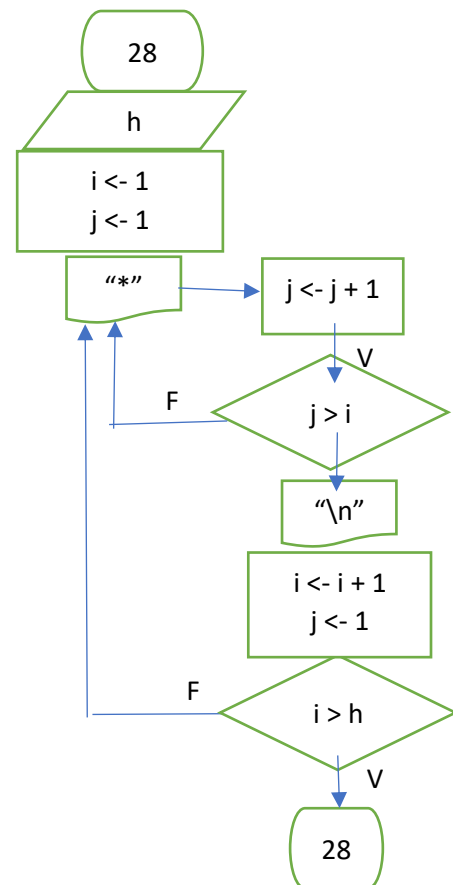 28
h
i <- 1
j <- 1
“*”
j <- j + 1
V
F
j > i
“\n”
i <- i + 1
j <- 1
F
i > h
V
28